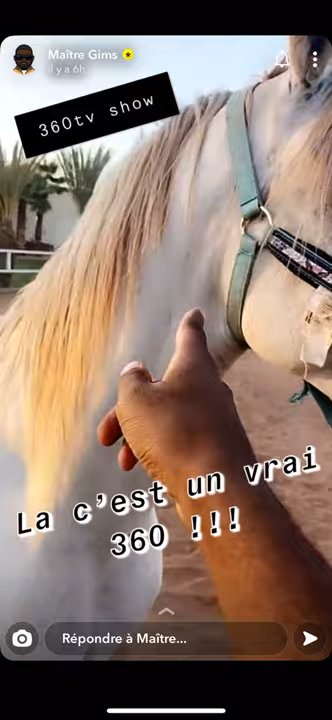 Maître Gims
il y a 6h
360tv show
La c'est un vrai
360 !!!
Répondre à Maître...